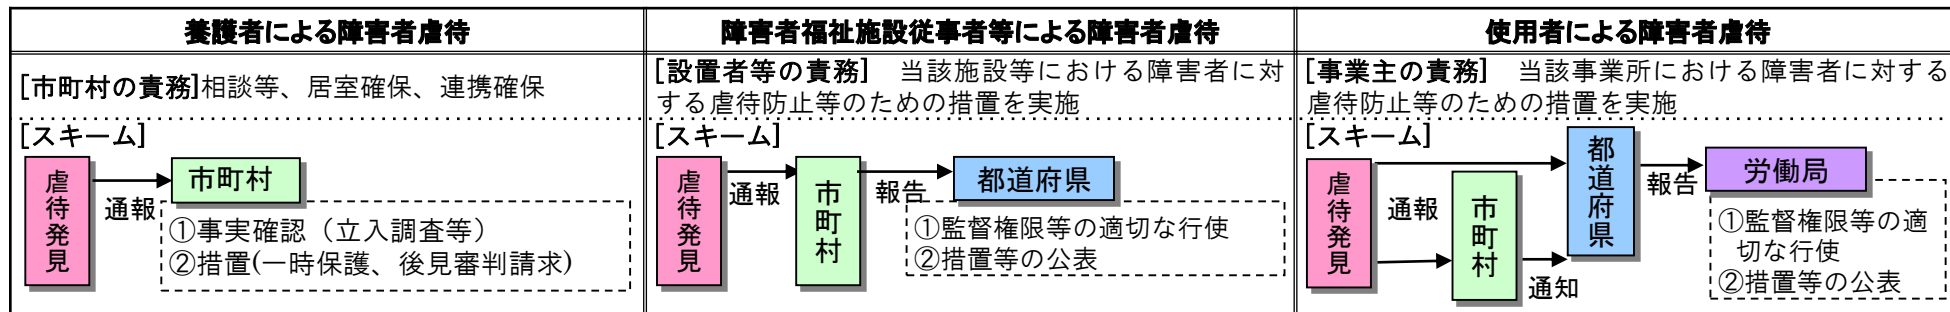 養護者による障害者虐待
[市町村の責務]相談等、居室確保、連携確保
[スキーム]
虐待発見
通報
市町村
①事実確認（立入調査等）
②措置(一時保護、後見審判請求)
障害者福祉施設従事者等による障害者虐待
[設置者等の責務]　当該施設等における障害者に対
する虐待防止等のための措置を実施
[スキーム]
虐待発見
通報
市町村
報告
都道府県
①監督権限等の適切な行使
②措置等の公表
使用者による障害者虐待
[事業主の責務]　当該事業所における障害者に対する
虐待防止等のための措置を実施
[スキーム]
虐待発見
通報
市町村
通知
都道府県
報告
労働局
①監督権限等の適
切な行使
②措置等の公表